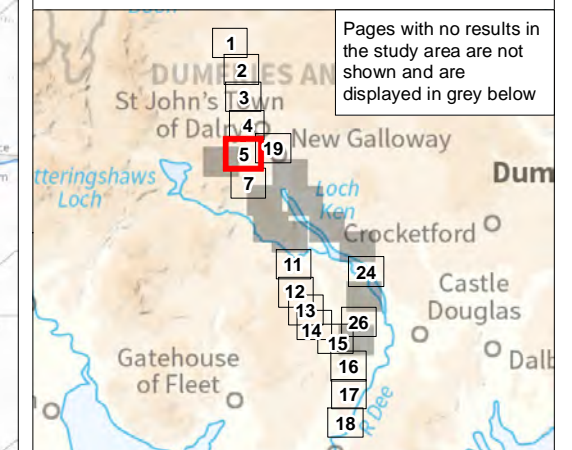 Pages with no results in
the study area are not
shown and are
displayed in grey below
1
2
DUMFRIES AN
3
St John's Town
of Dalry
4
5
19
New Galloway
7
Dum
tteringshaws
Loch
Loch
Ken
Crocketford
11
24
12
Castle
Douglas
13
14
26
15
Dalb
Gatehouse
of Fleet
16
17
18
R Dee